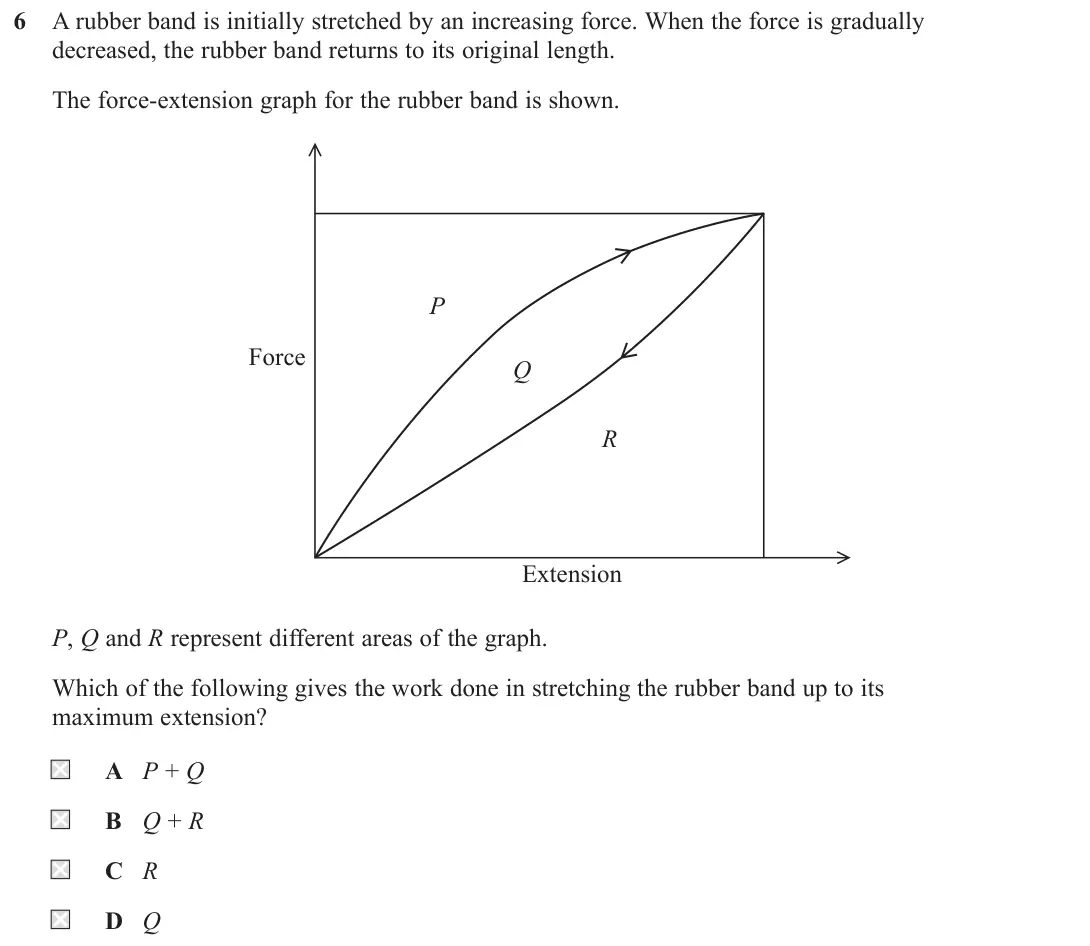 6 A rubber band is initially stretched by an increasing force. When the force is gradually
decreased, the rubber band returns to its original length.
The force-extension graph for the rubber band is shown.
P
Force
Q
R
Extension
P, Q and R represent different areas of the graph.
Which of the following gives the work done in stretching the rubber band up to its
maximum extension?
A P + Q
B Q + R
C R
D Q